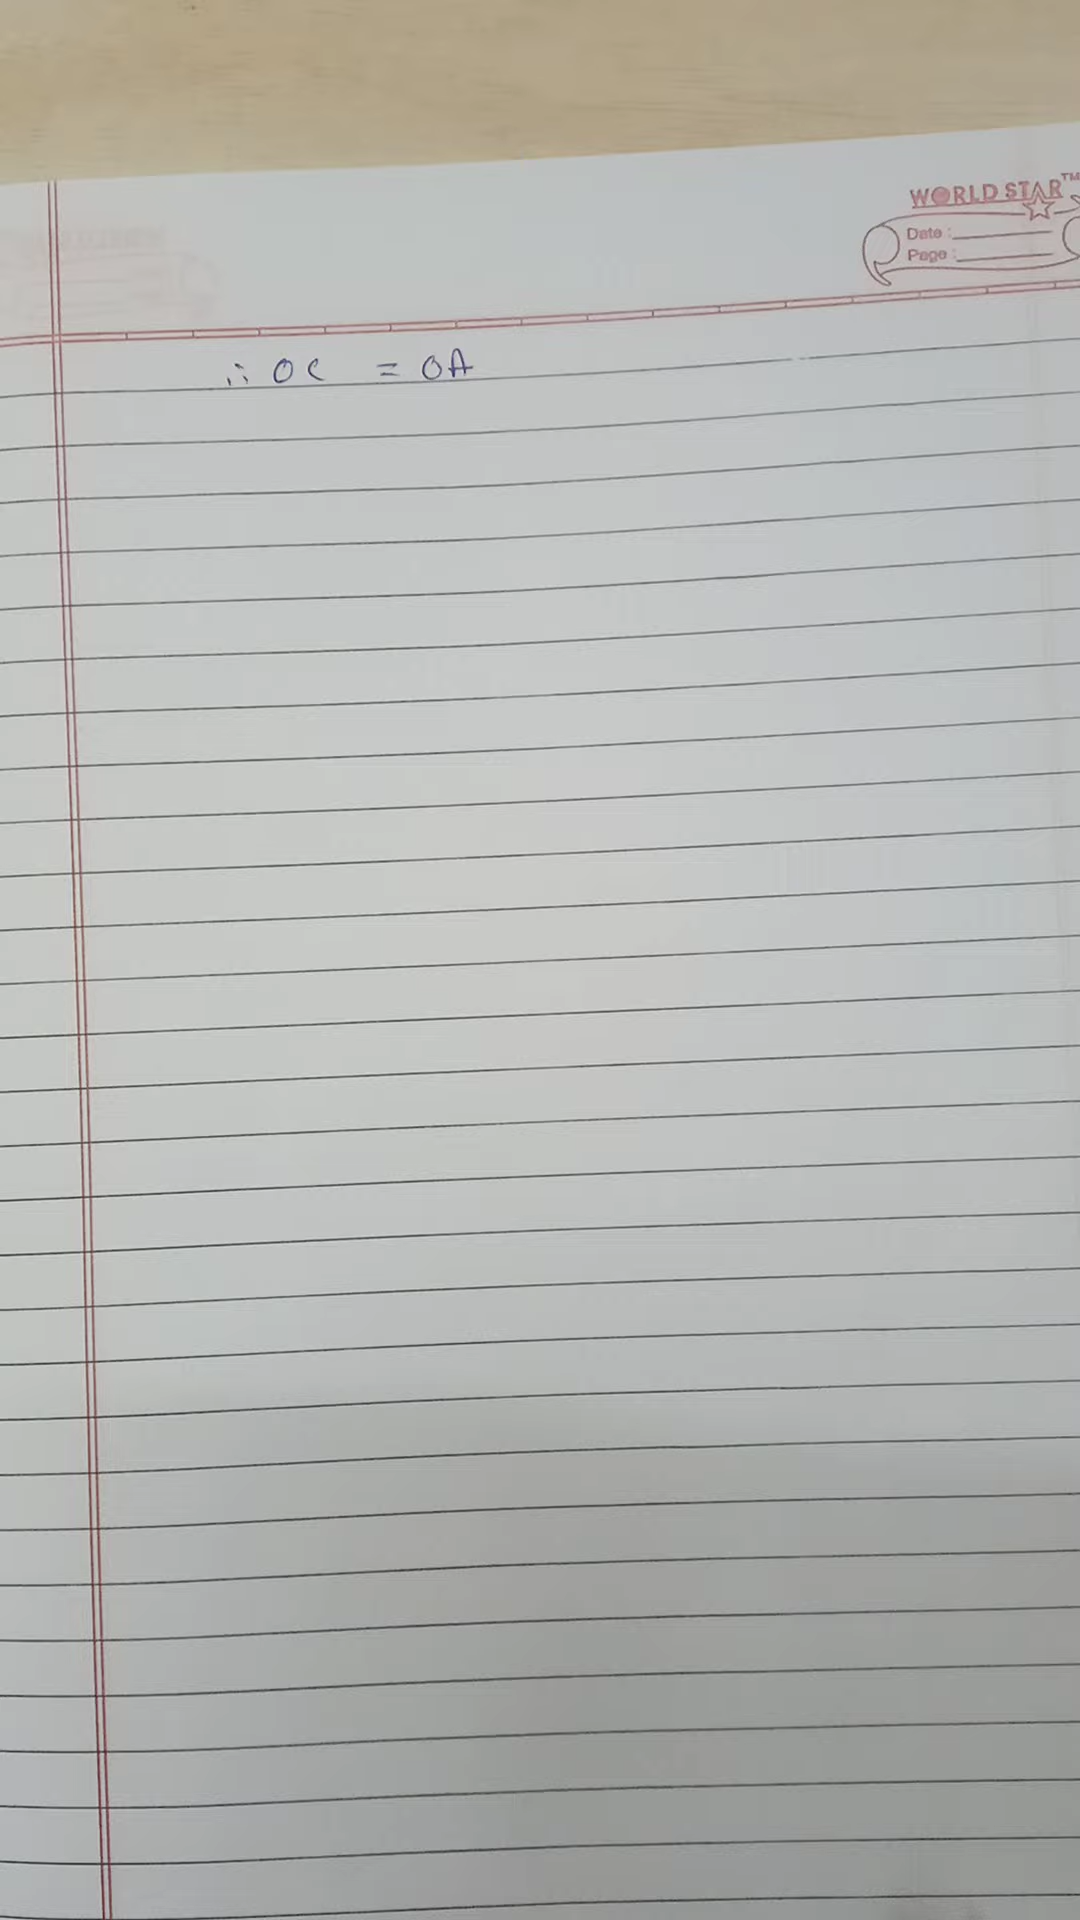 WORLD STAR™
Date :
Page :
∴ OC = OA